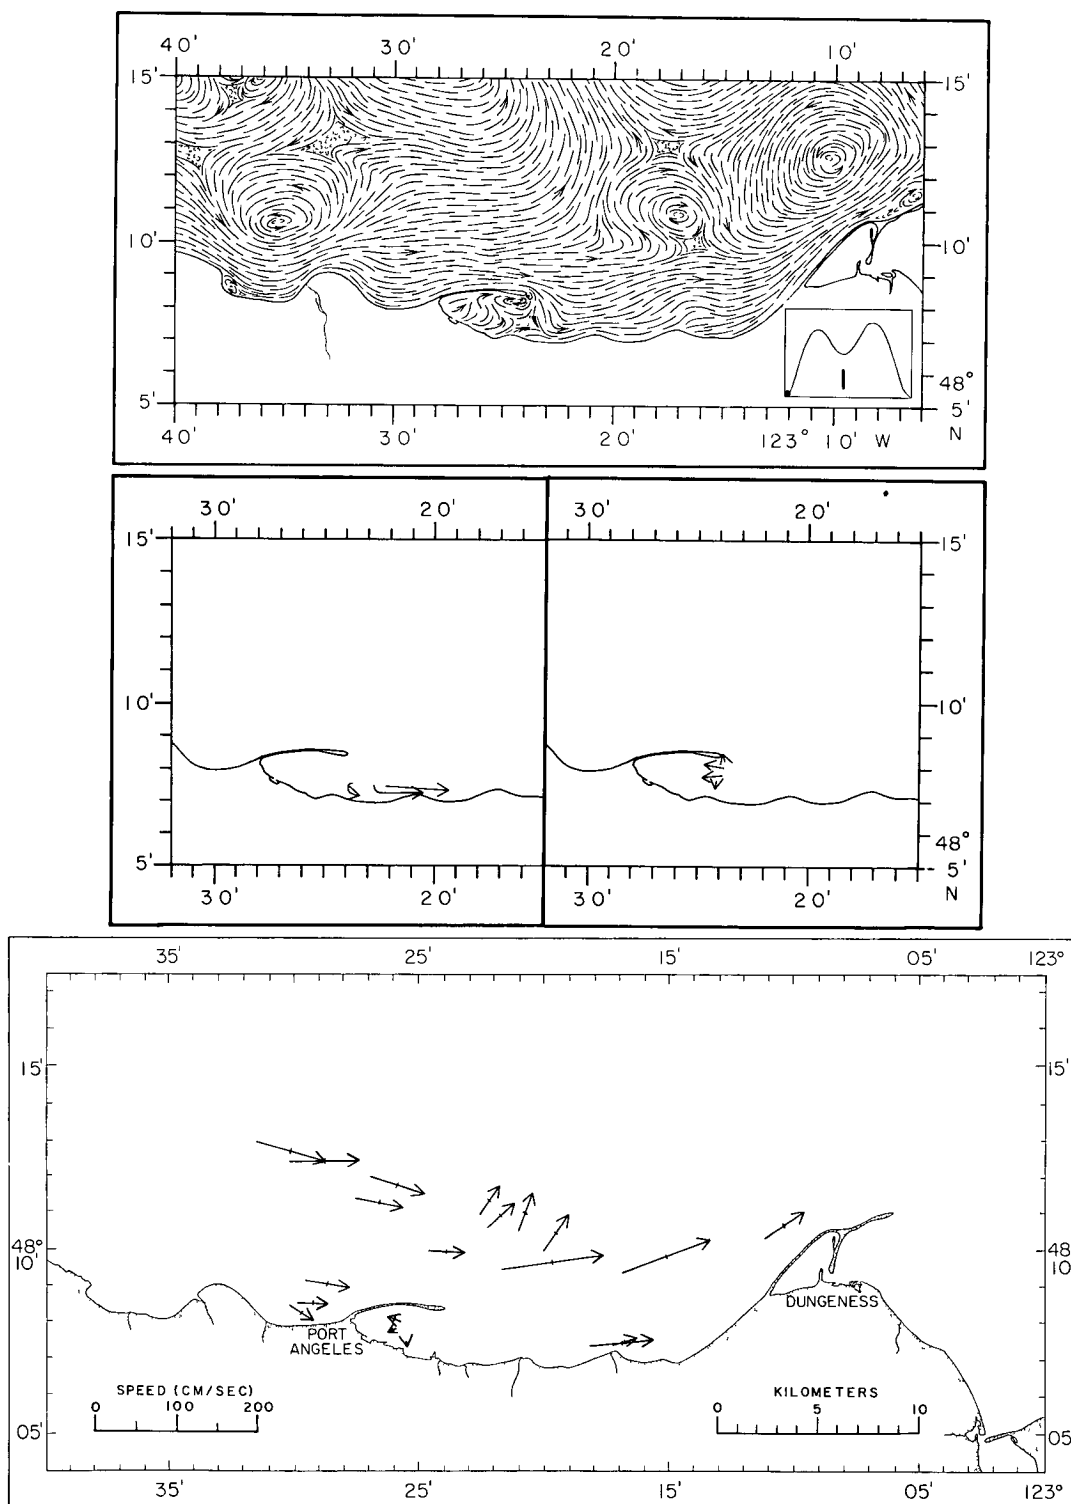 40' 30' 20' 10'
15' 15'
10' 10'
5' 48°
5'
40' 30' 20' 123° 10' W N
30' 20' 30' 20'
15' 15'
10' 10'
5' 48°
5'
30' 20' 30' 20' N
35' 25' 15' 05' 123°
15' 15'
48° 48
10' 10'
DUNGENESS
PORT
ANGELES
SPEED (CM/SEC) KILOMETERS
0 100 200 0 5 10
05' 05'
35' 25' 15' 05' 123°